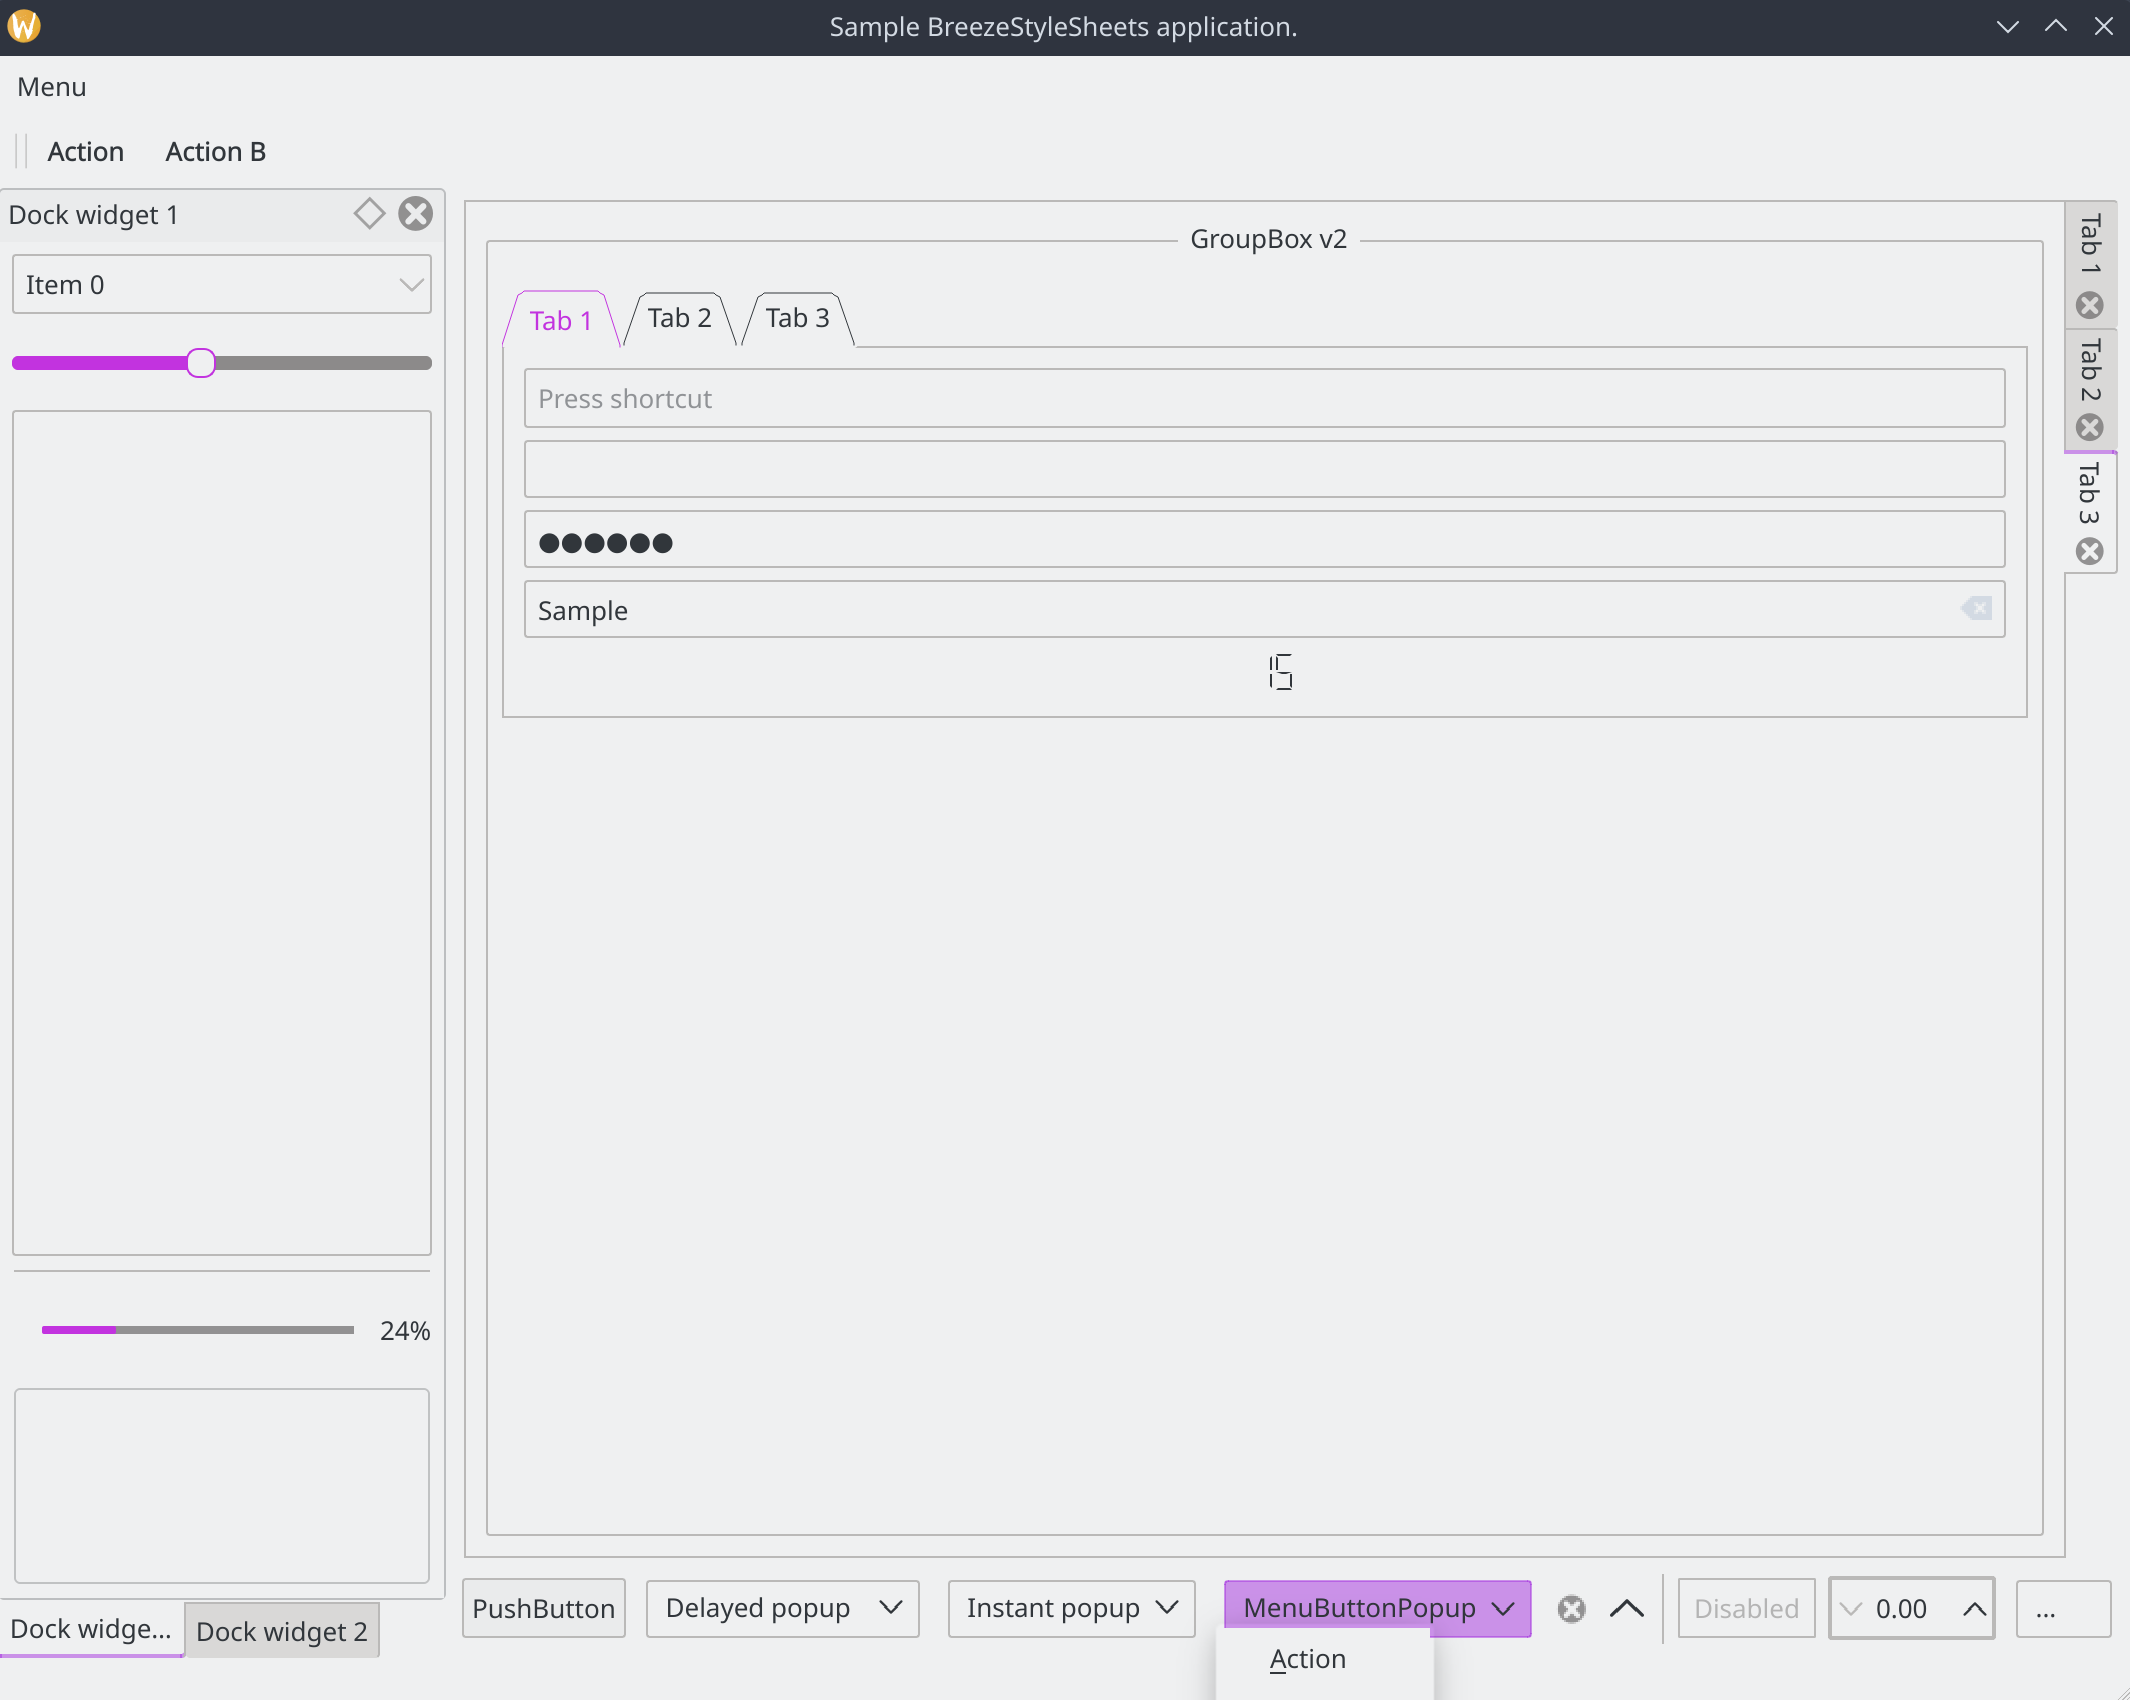 Sample BreezeStyleSheets application.
Menu
Action Action B
Dock widget 1
Item 0
24%
Dock widge...
Dock widget 2
GroupBox v2
Tab 1
Tab 2
Tab 3
Press shortcut
●●●●●●
Sample
15
Tab 1
Tab 2
Tab 3
PushButton
Delayed popup
Instant popup
MenuButtonPopup
Disabled
0.00
...
Action